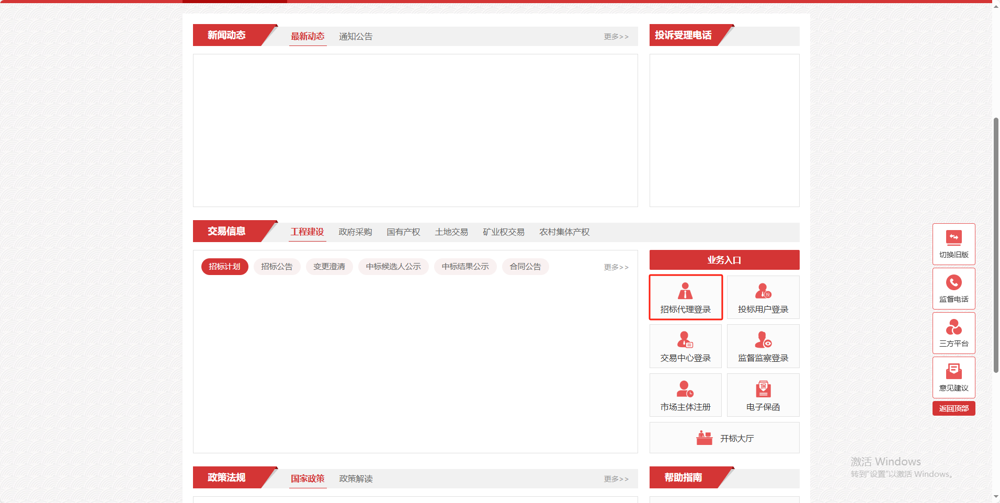 新闻动态
最新动态
通知公告
更多>>
投诉受理电话
交易信息
工程建设
政府采购
国有产权
土地交易
矿业权交易
农村集体产权
招标计划
招标公告
变更澄清
中标候选人公示
中标结果公示
合同公告
更多>>
业务入口
招标代理登录
投
投标用户登录
交易中心登录
监督监察登录
市场主体注册
保
电子保函
开标大厅
政策法规
国家政策
政策解读
更多>>
帮助指南
切换旧版
监督电话
三方平台
意见建议
返回顶部
激活 Windows
转到“设置”以激活 Windows。